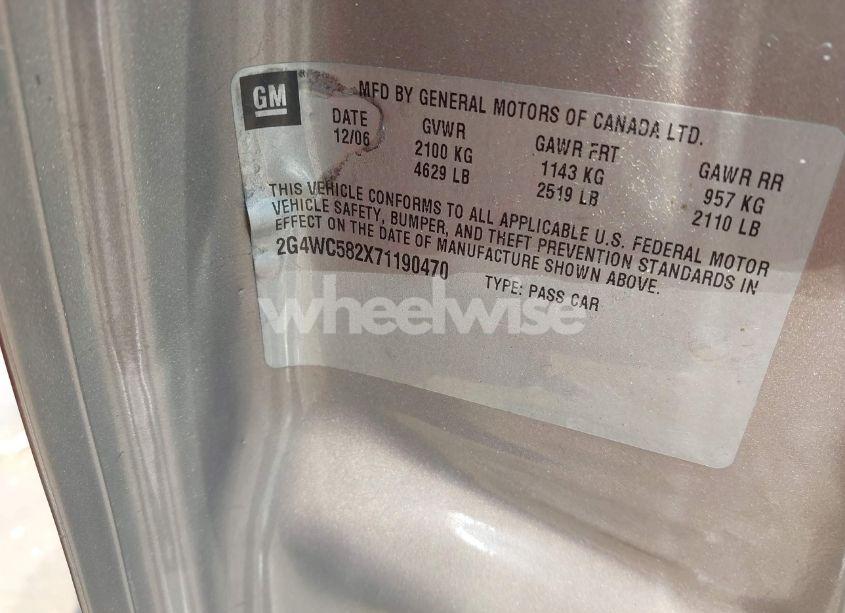 GM
MFD BY GENERAL MOTORS OF CANADA LTD.
DATE GVWR GAWR FRT GAWR RR
12/06 2100 KG 1143 KG 957 KG
4629 LB 2519 LB 2110 LB
THIS VEHICLE CONFORMS TO ALL APPLICABLE U.S. FEDERAL MOTOR
VEHICLE SAFETY, BUMPER, AND THEFT PREVENTION STANDARDS IN
EFFECT ON THE DATE OF MANUFACTURE SHOWN ABOVE.
2G4WC582X71190470 TYPE: PASS CAR
wheelwise